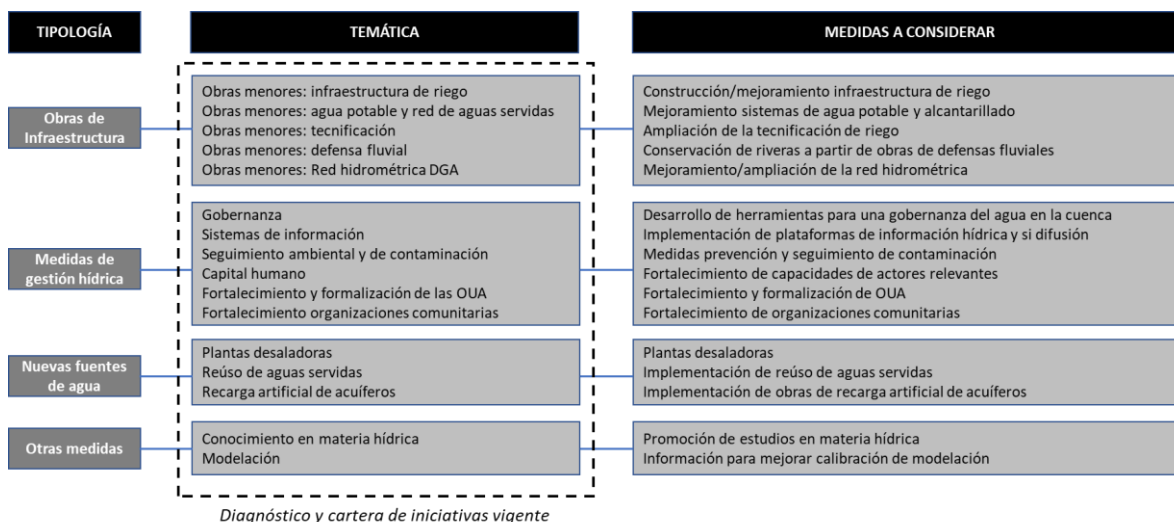 TIPOLOGÍA
TEMÁTICA
MEDIDAS A CONSIDERAR
Obras de
Infraestructura
Obras menores: infraestructura de riego
Obras menores: agua potable y red de aguas servidas
Obras menores: tecnificación
Obras menores: defensa fluvial
Obras menores: Red hidrométrica DGA
Construcción/mejoramiento infraestructura de riego
Mejoramiento sistemas de agua potable y alcantarillado
Ampliación de la tecnificación de riego
Conservación de riveras a partir de obras de defensas fluviales
Mejoramiento/ampliación de la red hidrométrica
Medidas de
gestión hídrica
Gobernanza
Sistemas de información
Seguimiento ambiental y de contaminación
Capital humano
Fortalecimiento y formalización de las OUA
Fortalecimiento organizaciones comunitarias
Desarrollo de herramientas para una gobernanza del agua en la cuenca
Implementación de plataformas de información hídrica y si difusión
Medidas prevención y seguimiento de contaminación
Fortalecimiento de capacidades de actores relevantes
Fortalecimiento y formalización de OUA
Fortalecimiento de organizaciones comunitarias
Nuevas fuentes
de agua
Plantas desaladoras
Reúso de aguas servidas
Recarga artificial de acuíferos
Plantas desaladoras
Implementación de reúso de aguas servidas
Implementación de obras de recarga artificial de acuíferos
Otras medidas
Conocimiento en materia hídrica
Modelación
Promoción de estudios en materia hídrica
Información para mejorar calibración de modelación
Diagnóstico y cartera de iniciativas vigente